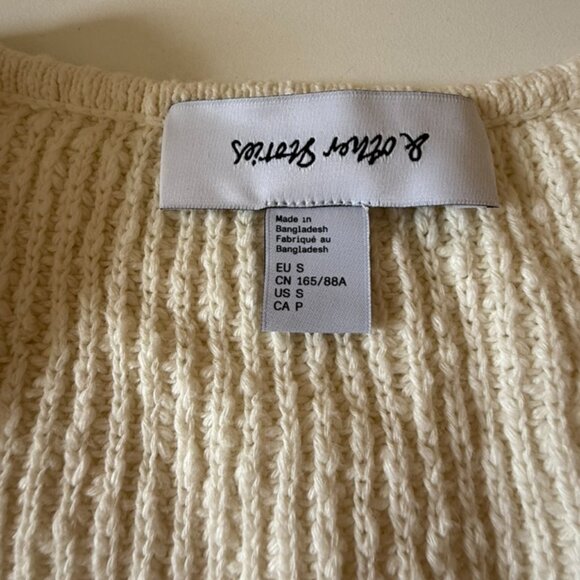 & other Stories
Made in
Bangladesh
Fabriqué au
Bangladesh
EU S
CN 165/88A
US S
CA P